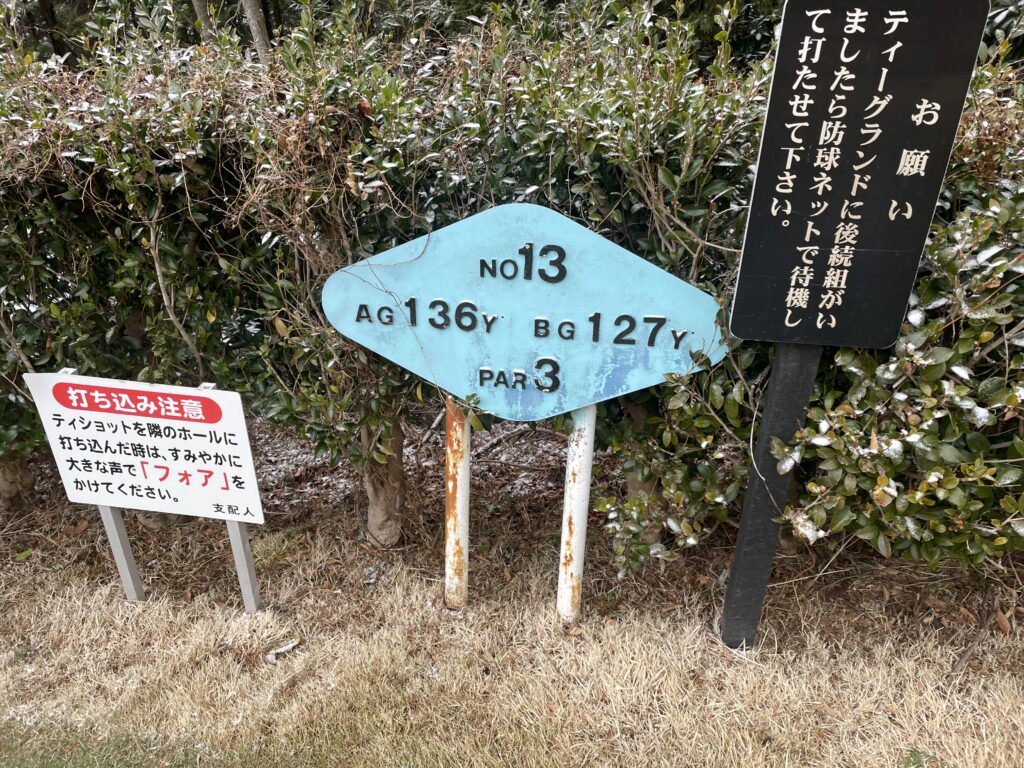 打ち込み注意
ティショットを隣のホールに
打ち込んだ時は、すみやかに
大きな声で「フォア」を
かけてください。
支配人
NO13
AG136Y BG127Y
PAR3
お願い
ティーグランドに後続組がい
ましたら防球ネットで待機し
て打たせて下さい。